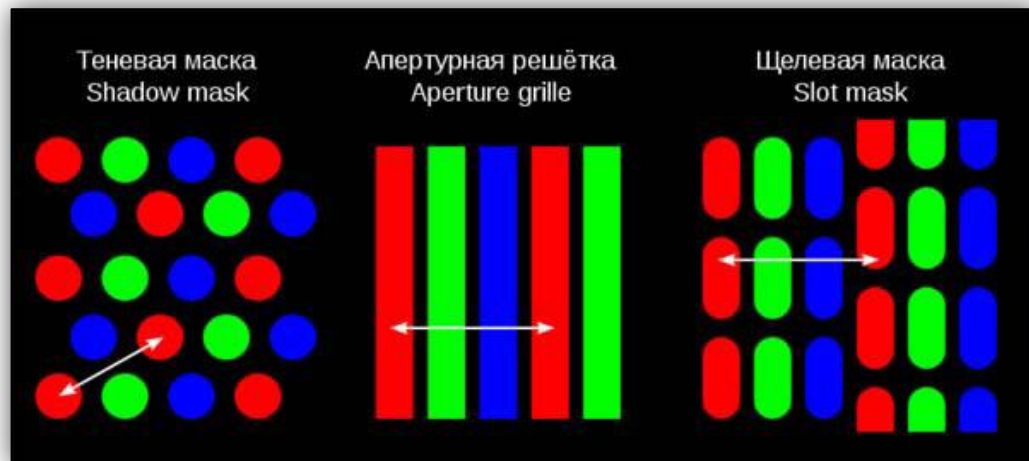 Теневая маска
Shadow mask
Апертурная решётка
Aperture grille
Щелевая маска
Slot mask